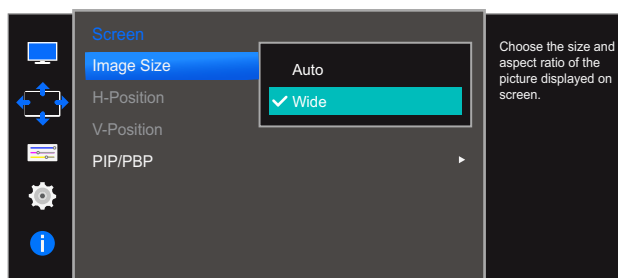 Screen
Image Size
Auto
Wide
H-Position
V-Position
PIP/PBP
Choose the size and
aspect ratio of the
picture displayed on
screen.